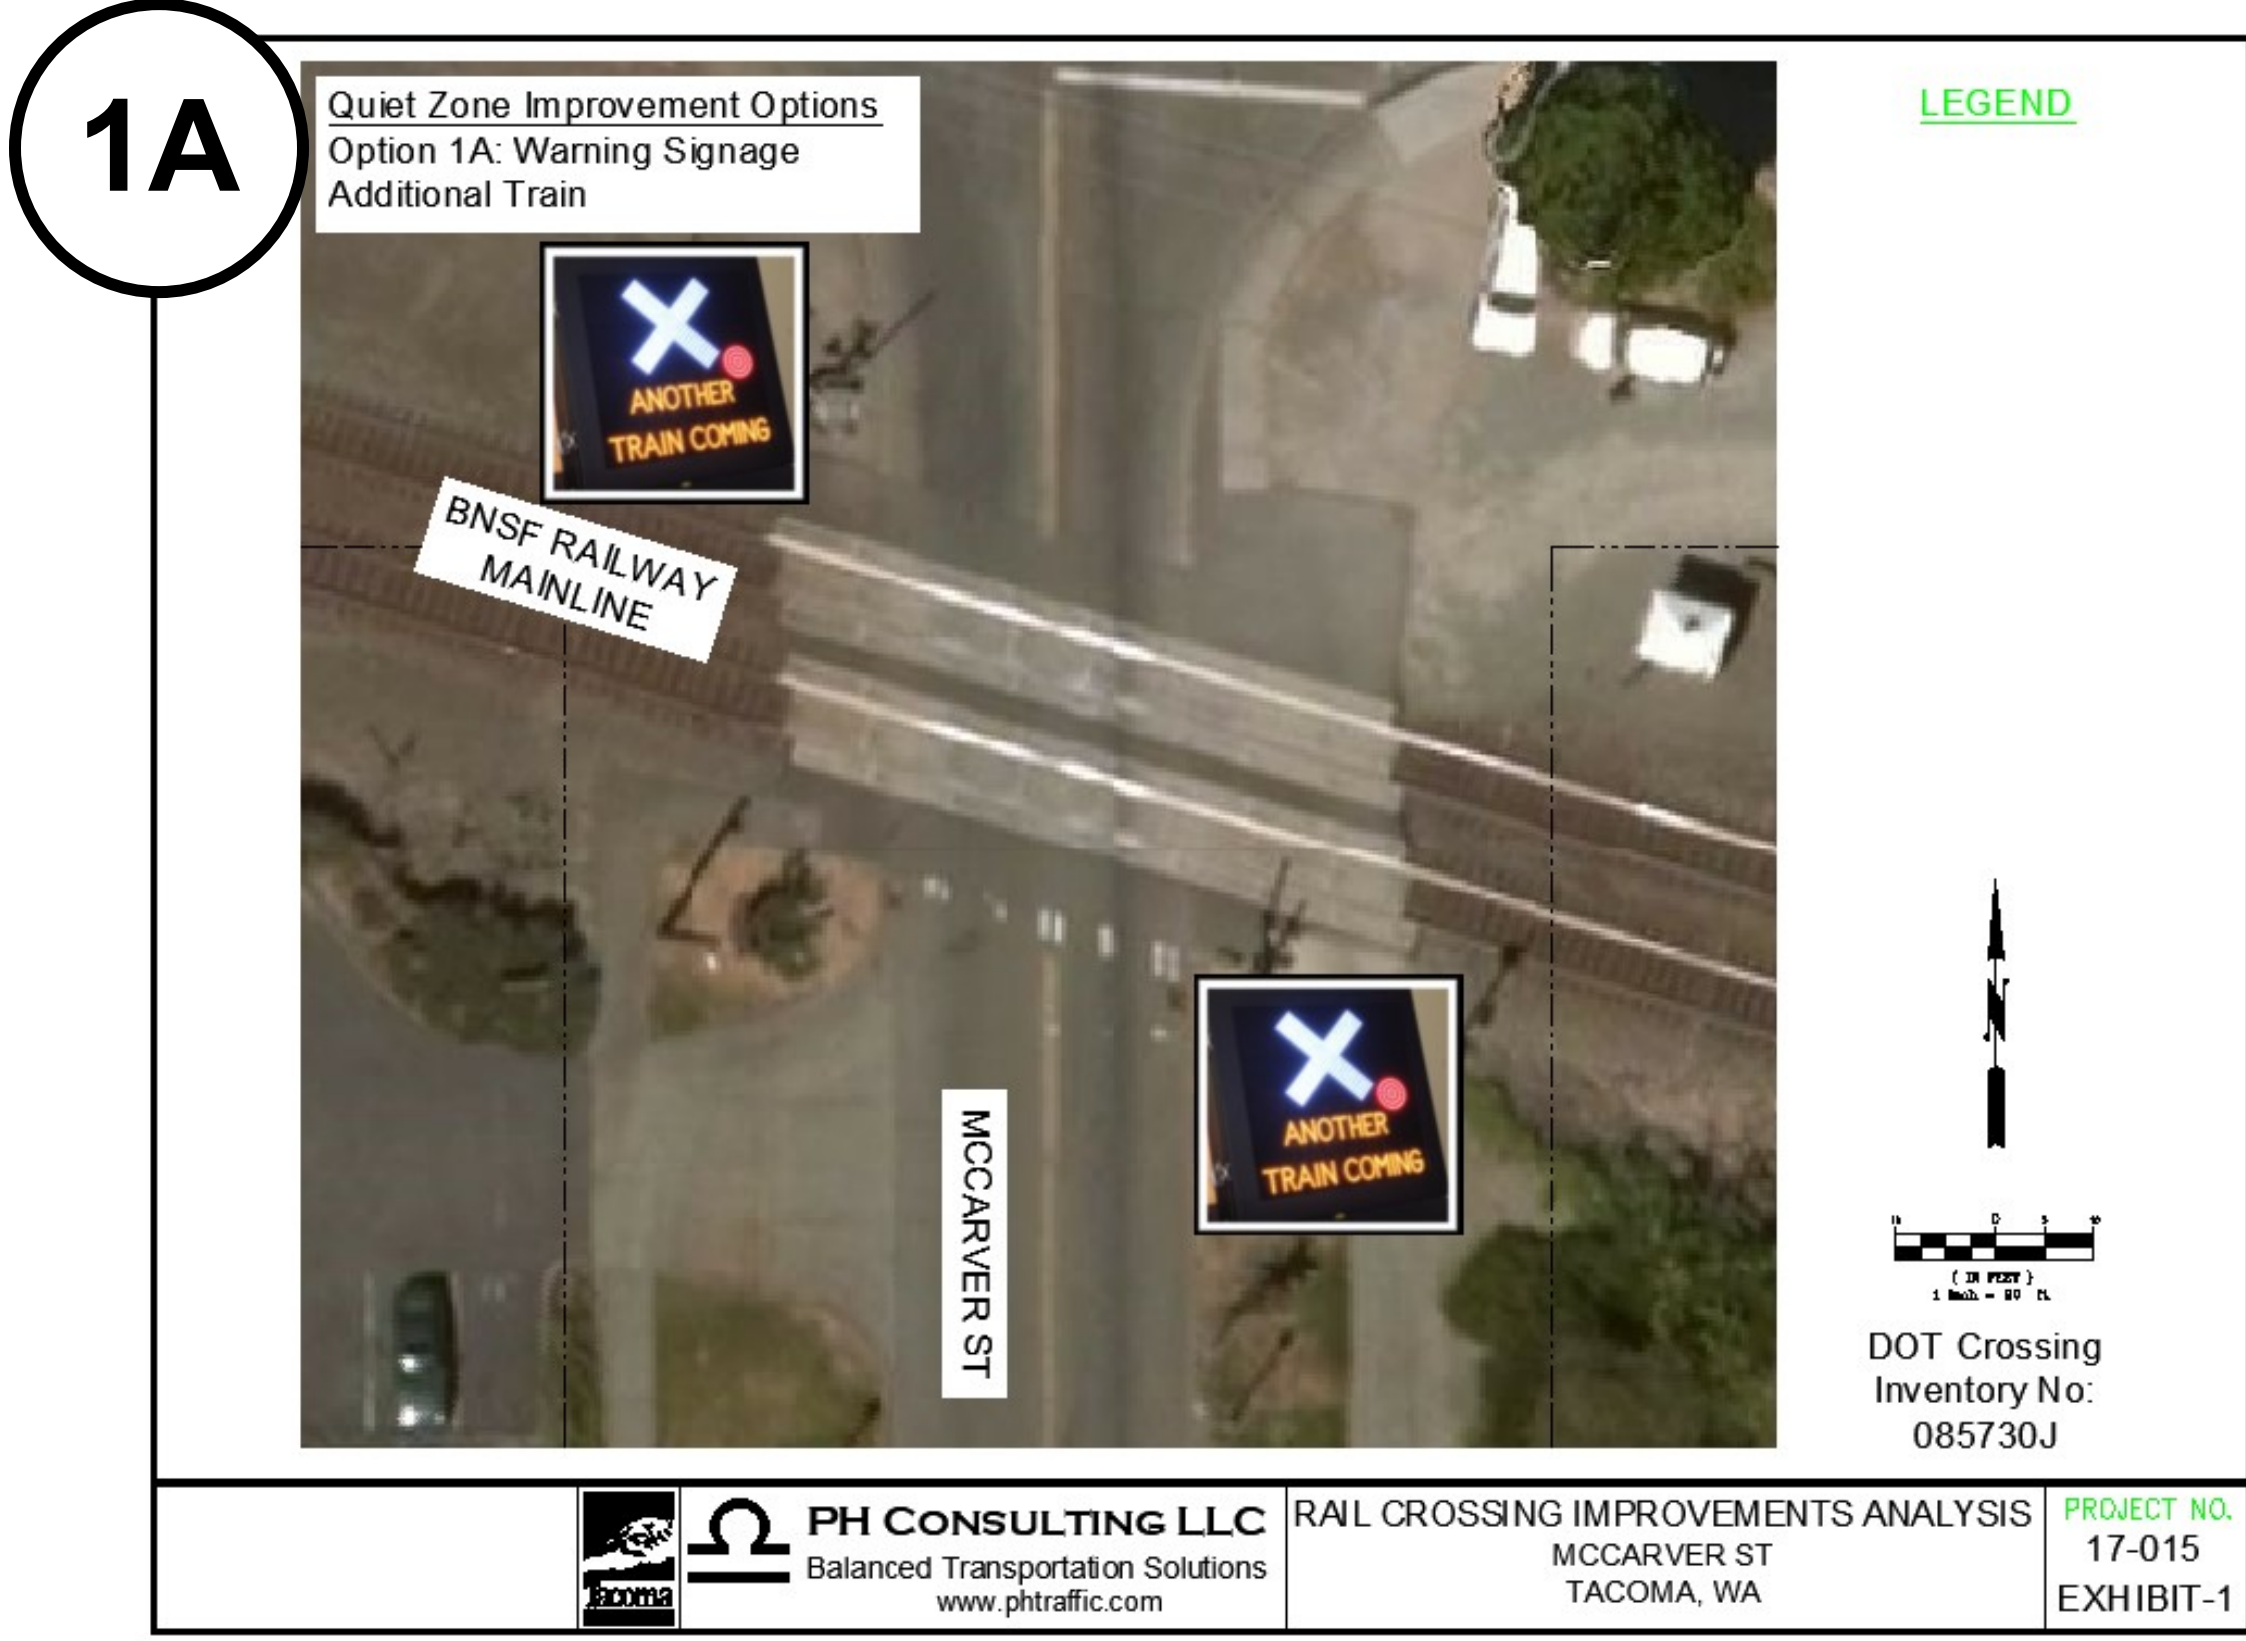 1A
Quiet Zone Improvement Options
Option 1A: Warning Signage
Additional Train
LEGEND
ANOTHER
TRAIN COMING
BNSF RAILWAY
MAINLINE
ANOTHER
TRAIN COMING
MCCARVER ST
N
( IN FEET )
DOT Crossing
Inventory No:
085730J
Tacoma
PH CONSULTING LLC
Balanced Transportation Solutions
www.phtraffic.com
RAIL CROSSING IMPROVEMENTS ANALYSIS
MCCARVER ST
TACOMA, WA
PROJECT NO.
17-015
EXHIBIT-1